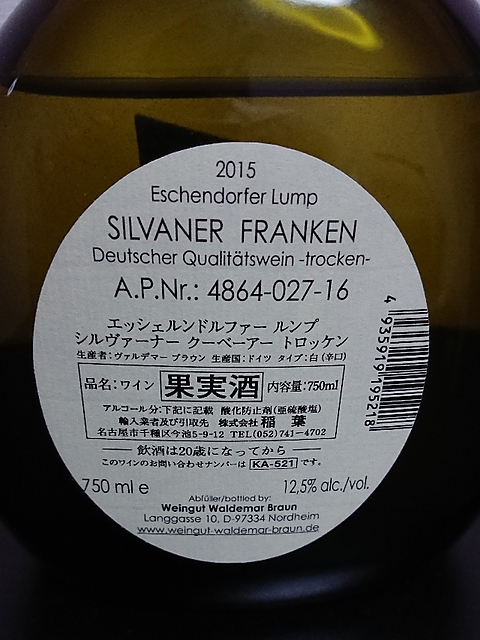 2015
Eschendorfer Lump
SILVANER FRANKEN
Deutscher Qualitätswein -trocken-
A.P.Nr.: 4864-027-16
エッシェルンドルファー ルンプ
シルヴァーナー クーベーアー トロッケン
生産者：ヴァルデマー ブラウン 生産国：ドイツ タイプ：白(辛口)
品名：ワイン 果実酒 内容量：750ml
アルコール分：下記に記載 酸化防止剤(亜硫酸塩)
輸入業者及び引取先 株式会社 稲葉
名古屋市千種区今池5-9-12 TEL(052)741-4702
飲酒は20歳になってから
このワインのお問い合わせナンバーは KA-521 です。
750 ml e 12,5% alc./vol.
Abfüller/bottled by:
Weingut Waldemar Braun
Langgasse 10, D-97334 Nordheim
www.weingut-waldemar-braun.de
4935919195218